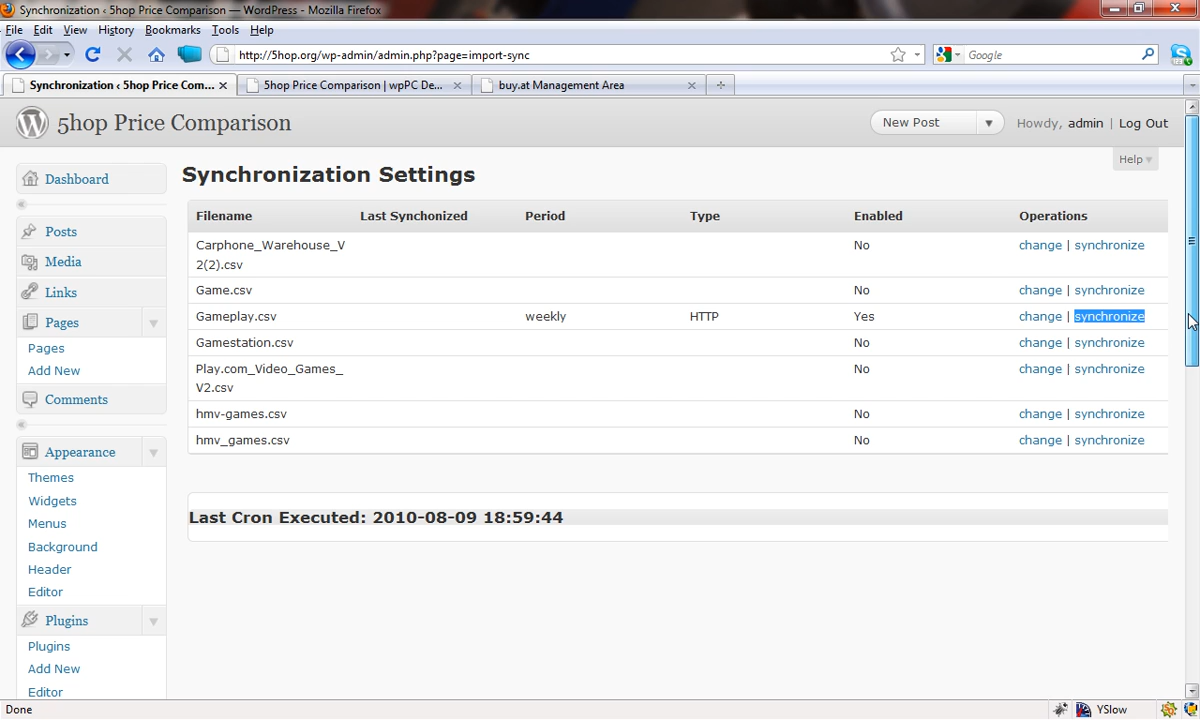 Synchronization ‹ 5hop Price Comparison — WordPress - Mozilla Firefox
File Edit View History Bookmarks Tools Help
http://5hop.org/wp-admin/admin.php?page=import-sync
Google
Synchronization ‹ 5hop Price Com...
5hop Price Comparison | wpPC De...
buy.at Management Area
5hop Price Comparison
New Post
Howdy, admin | Log Out
Help
Dashboard
Posts
Media
Links
Pages
Pages
Add New
Comments
Appearance
Themes
Widgets
Menus
Background
Header
Editor
Plugins
Plugins
Add New
Editor
Synchronization Settings
Filename Last Synchonized Period Type Enabled Operations
Carphone_Warehouse_V No change | synchronize
2(2).csv
Game.csv No change | synchronize
Gameplay.csv weekly HTTP Yes change | synchronize
Gamestation.csv No change | synchronize
Play.com_Video_Games_ No change | synchronize
V2.csv
hmv-games.csv No change | synchronize
hmv_games.csv No change | synchronize
Last Cron Executed: 2010-08-09 18:59:44
Done
YSlow